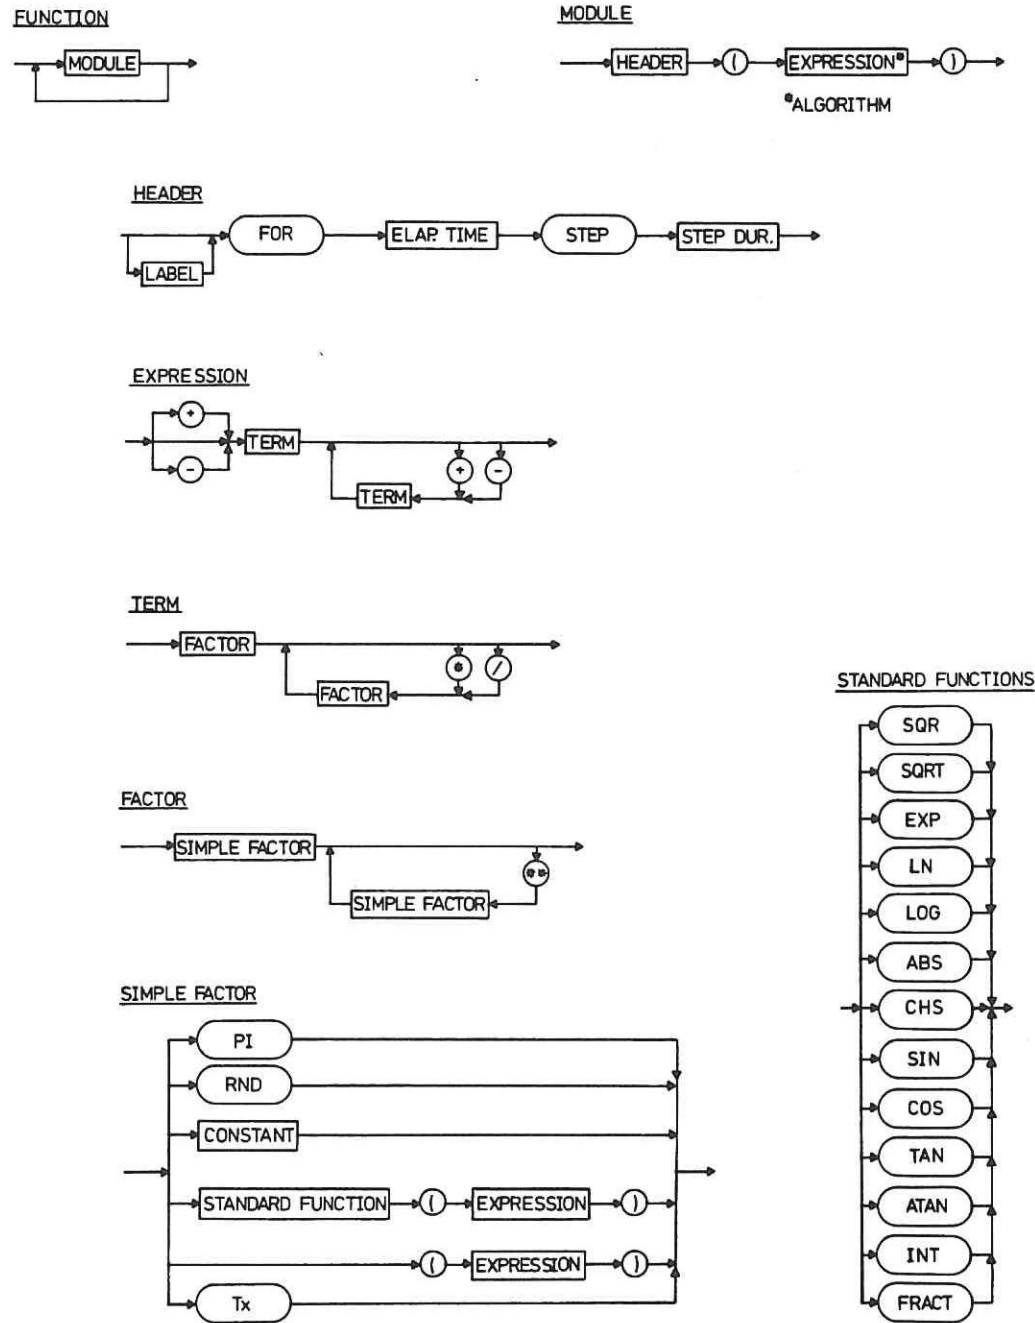 FUNCTION
MODULE
MODULE
HEADER ( EXPRESSION* )
*ALGORITHM
HEADER
FOR ELAP. TIME STEP STEP DUR.
LABEL
EXPRESSION
+
TERM
-
+ -
TERM
TERM
FACTOR
* /
FACTOR
FACTOR
SIMPLE FACTOR
**
SIMPLE FACTOR
SIMPLE FACTOR
PI
RND
CONSTANT
STANDARD FUNCTION ( EXPRESSION )
( EXPRESSION )
Tx
STANDARD FUNCTIONS
SQR
SQRT
EXP
LN
LOG
ABS
CHS
SIN
COS
TAN
ATAN
INT
FRACT